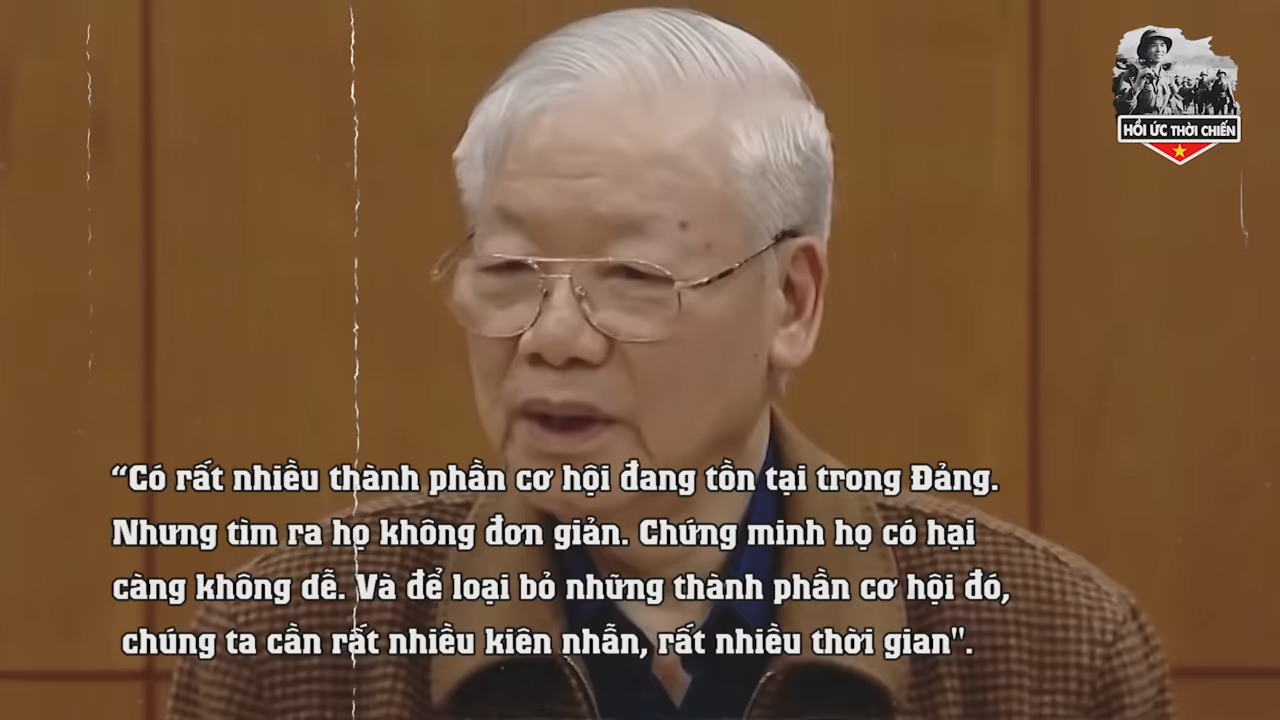 HỒI ỨC THỜI CHIẾN
“Có rất nhiều thành phần cơ hội đang tồn tại trong Đảng.
Nhưng tìm ra họ không đơn giản. Chứng minh họ có hại
càng không dễ. Và để loại bỏ những thành phần cơ hội đó,
chúng ta cần rất nhiều kiên nhẫn, rất nhiều thời gian".